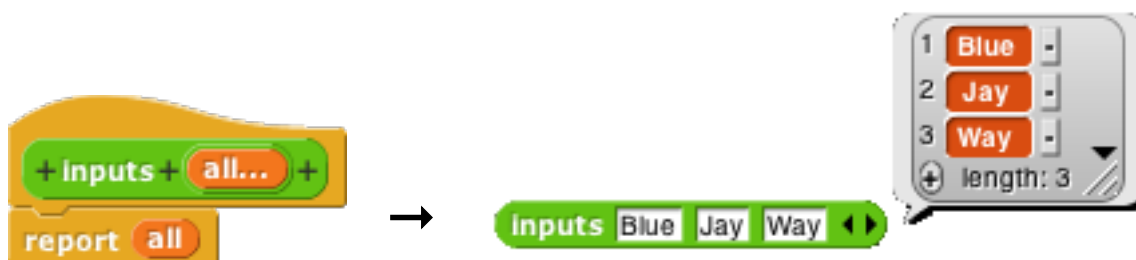 +inputs+ all... +
report all
inputs Blue Jay Way
1 Blue -
2 Jay -
3 Way -
+ length: 3